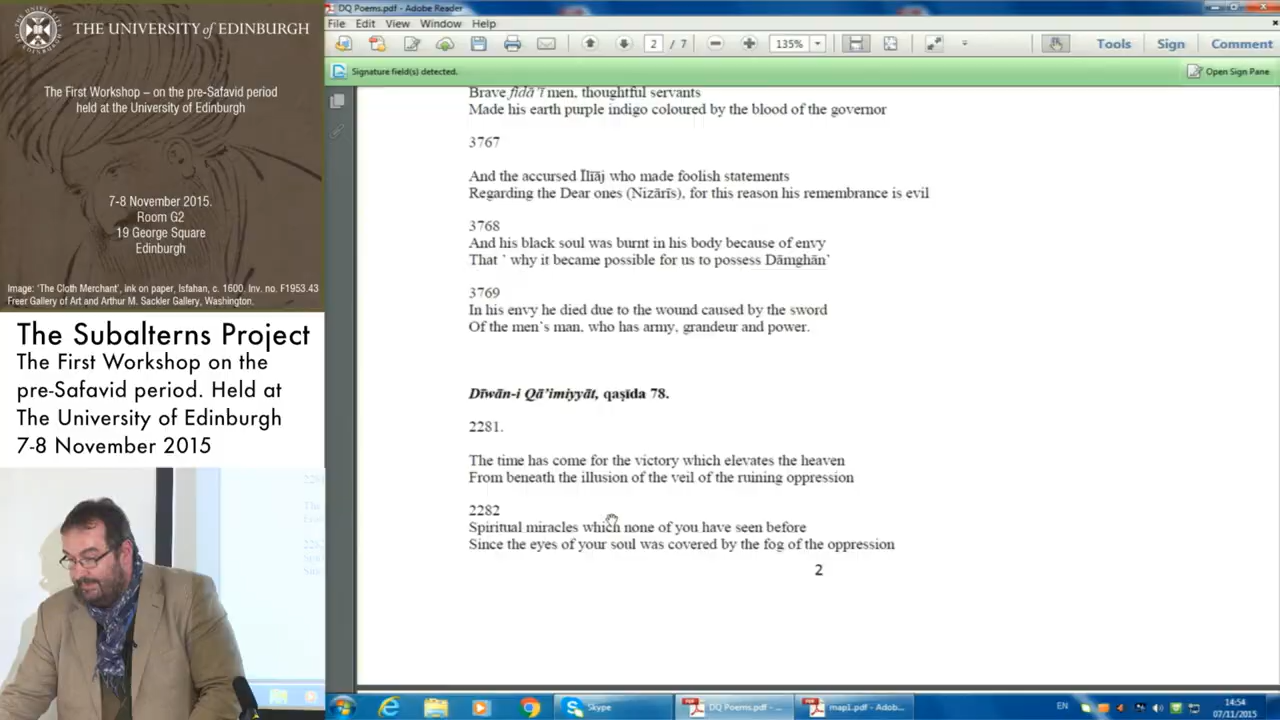 THE UNIVERSITY of EDINBURGH
The First Workshop – on the pre-Safavid period
held at the University of Edinburgh
7-8 November 2015.
Room G2
19 George Square
Edinburgh
Image: 'The Cloth Merchant', ink on paper, Isfahan, c. 1600. Inv. no. F1953.43
Freer Gallery of Art and Arthur M. Sackler Gallery, Washington.
The Subalterns Project
The First Workshop on the
pre-Safavid period. Held at
The University of Edinburgh
7-8 November 2015
DQ Poems.pdf - Adobe Reader
File Edit View Window Help
2 / 7 135% Tools Sign Comment
Signature field(s) detected. Open Sign Pane
Brave fidā'ī men, thoughtful servants
Made his earth purple indigo coloured by the blood of the governor
3767
And the accursed who made foolish statements
Regarding the Dear ones (Nizārīs), for this reason his remembrance is evil
3768
And his black soul was burnt in his body because of envy
That ` why it became possible for us to possess Dāmghān`
3769
In his envy he died due to the wound caused by the sword
Of the men`s man, who has army, grandeur and power.
Dīwān-i Qā'imiyyāt, qaṣīda 78.
2281.
The time has come for the victory which elevates the heaven
From beneath the illusion of the veil of the ruining oppression
2282
Spiritual miracles which none of you have seen before
Since the eyes of your soul was covered by the fog of the oppression
2
Skype DQ Poems.pdf - ... map1.pdf - Adob... EN 14:54
07/11/2015